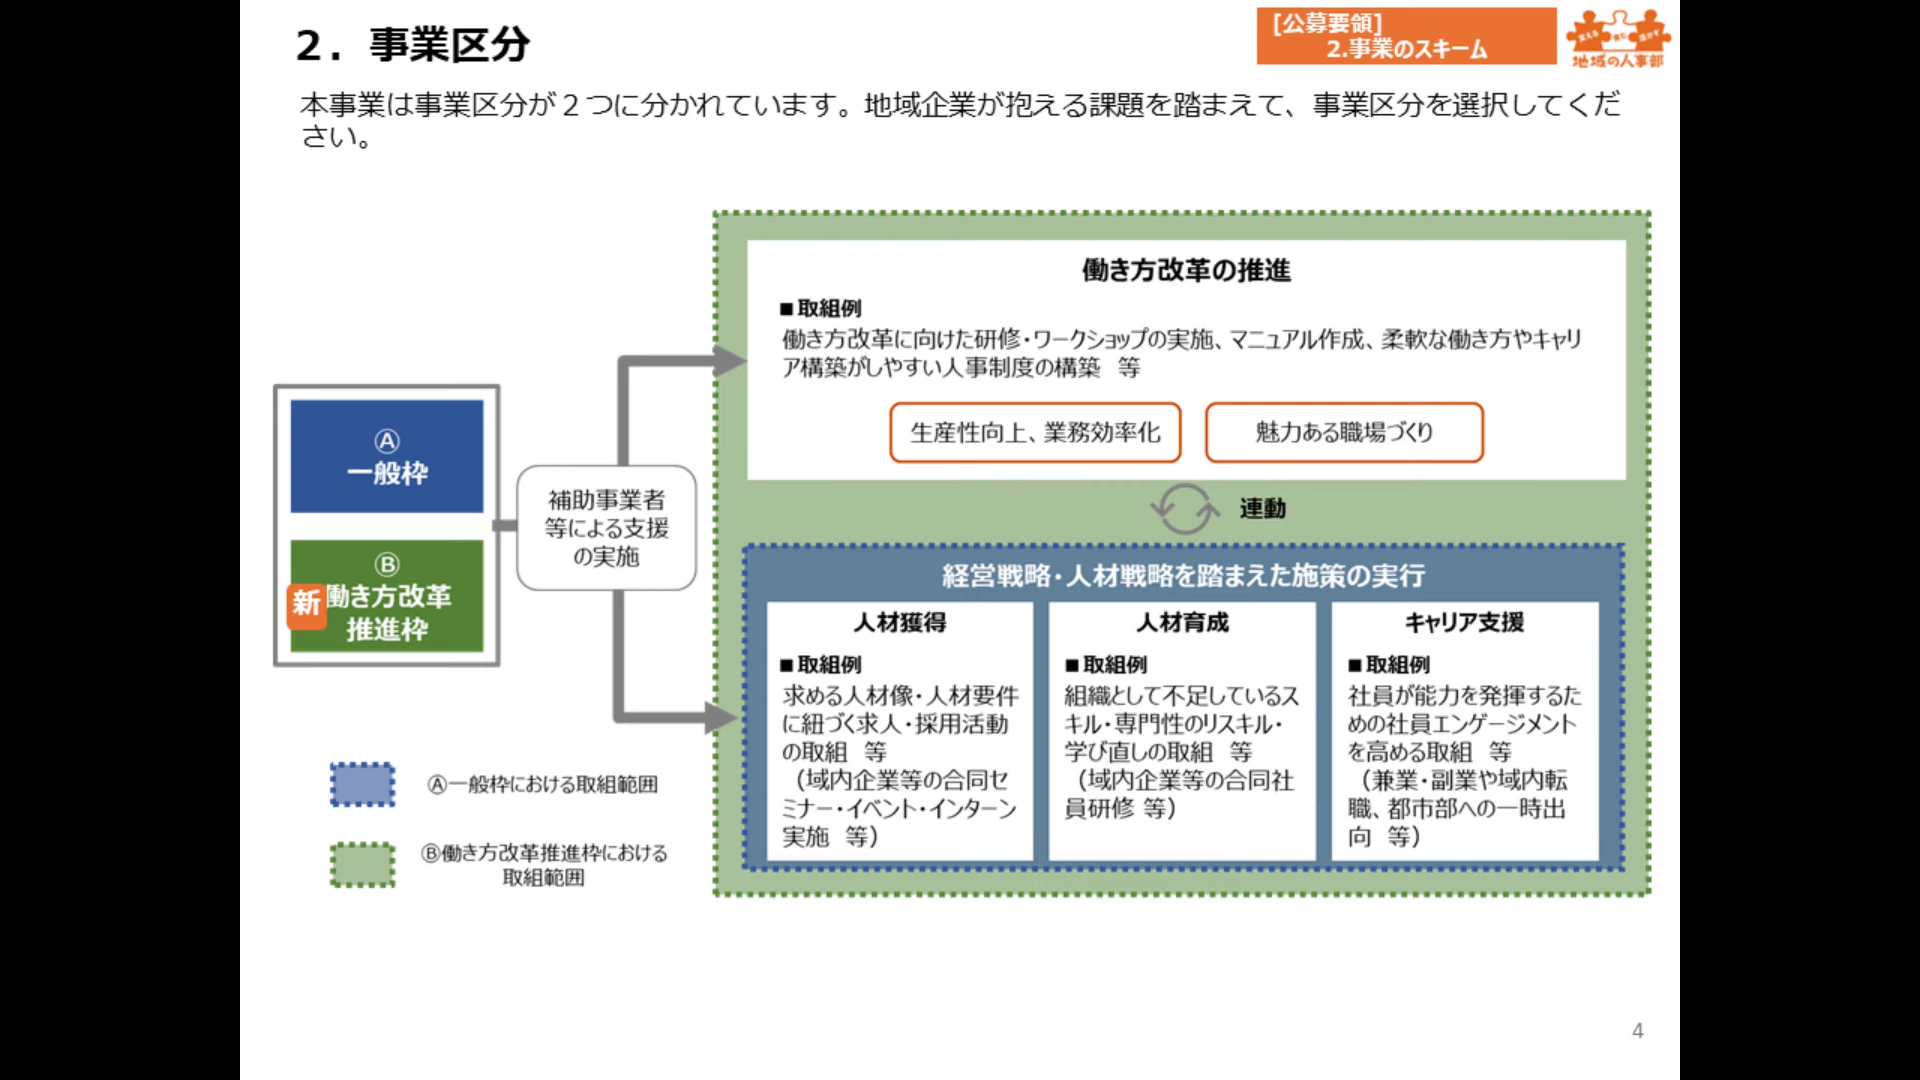 ２．事業区分
[公募要領]
2.事業のスキーム
地域の人事部
本事業は事業区分が２つに分かれています。地域企業が抱える課題を踏まえて、事業区分を選択してくだ
さい。
Ⓐ
一般枠
Ⓑ
新
働き方改革
推進枠
補助事業者
等による支援
の実施
働き方改革の推進
■取組例
働き方改革に向けた研修・ワークショップの実施、マニュアル作成、柔軟な働き方やキャリ
ア構築がしやすい人事制度の構築　等
生産性向上、業務効率化
魅力ある職場づくり
連動
経営戦略・人材戦略を踏まえた施策の実行
人材獲得
■取組例
求める人材像・人材要件
に紐づく求人・採用活動
の取組　等
（域内企業等の合同セ
ミナー・イベント・インターン
実施　等）
人材育成
■取組例
組織として不足しているス
キル・専門性のリスキル・
学び直しの取組　等
（域内企業等の合同社
員研修 等）
キャリア支援
■取組例
社員が能力を発揮するた
めの社員エンゲージメント
を高める取組　等
（兼業・副業や域内転
職、都市部への一時出
向　等）
Ⓐ一般枠における取組範囲
Ⓑ働き方改革推進枠における
取組範囲
4